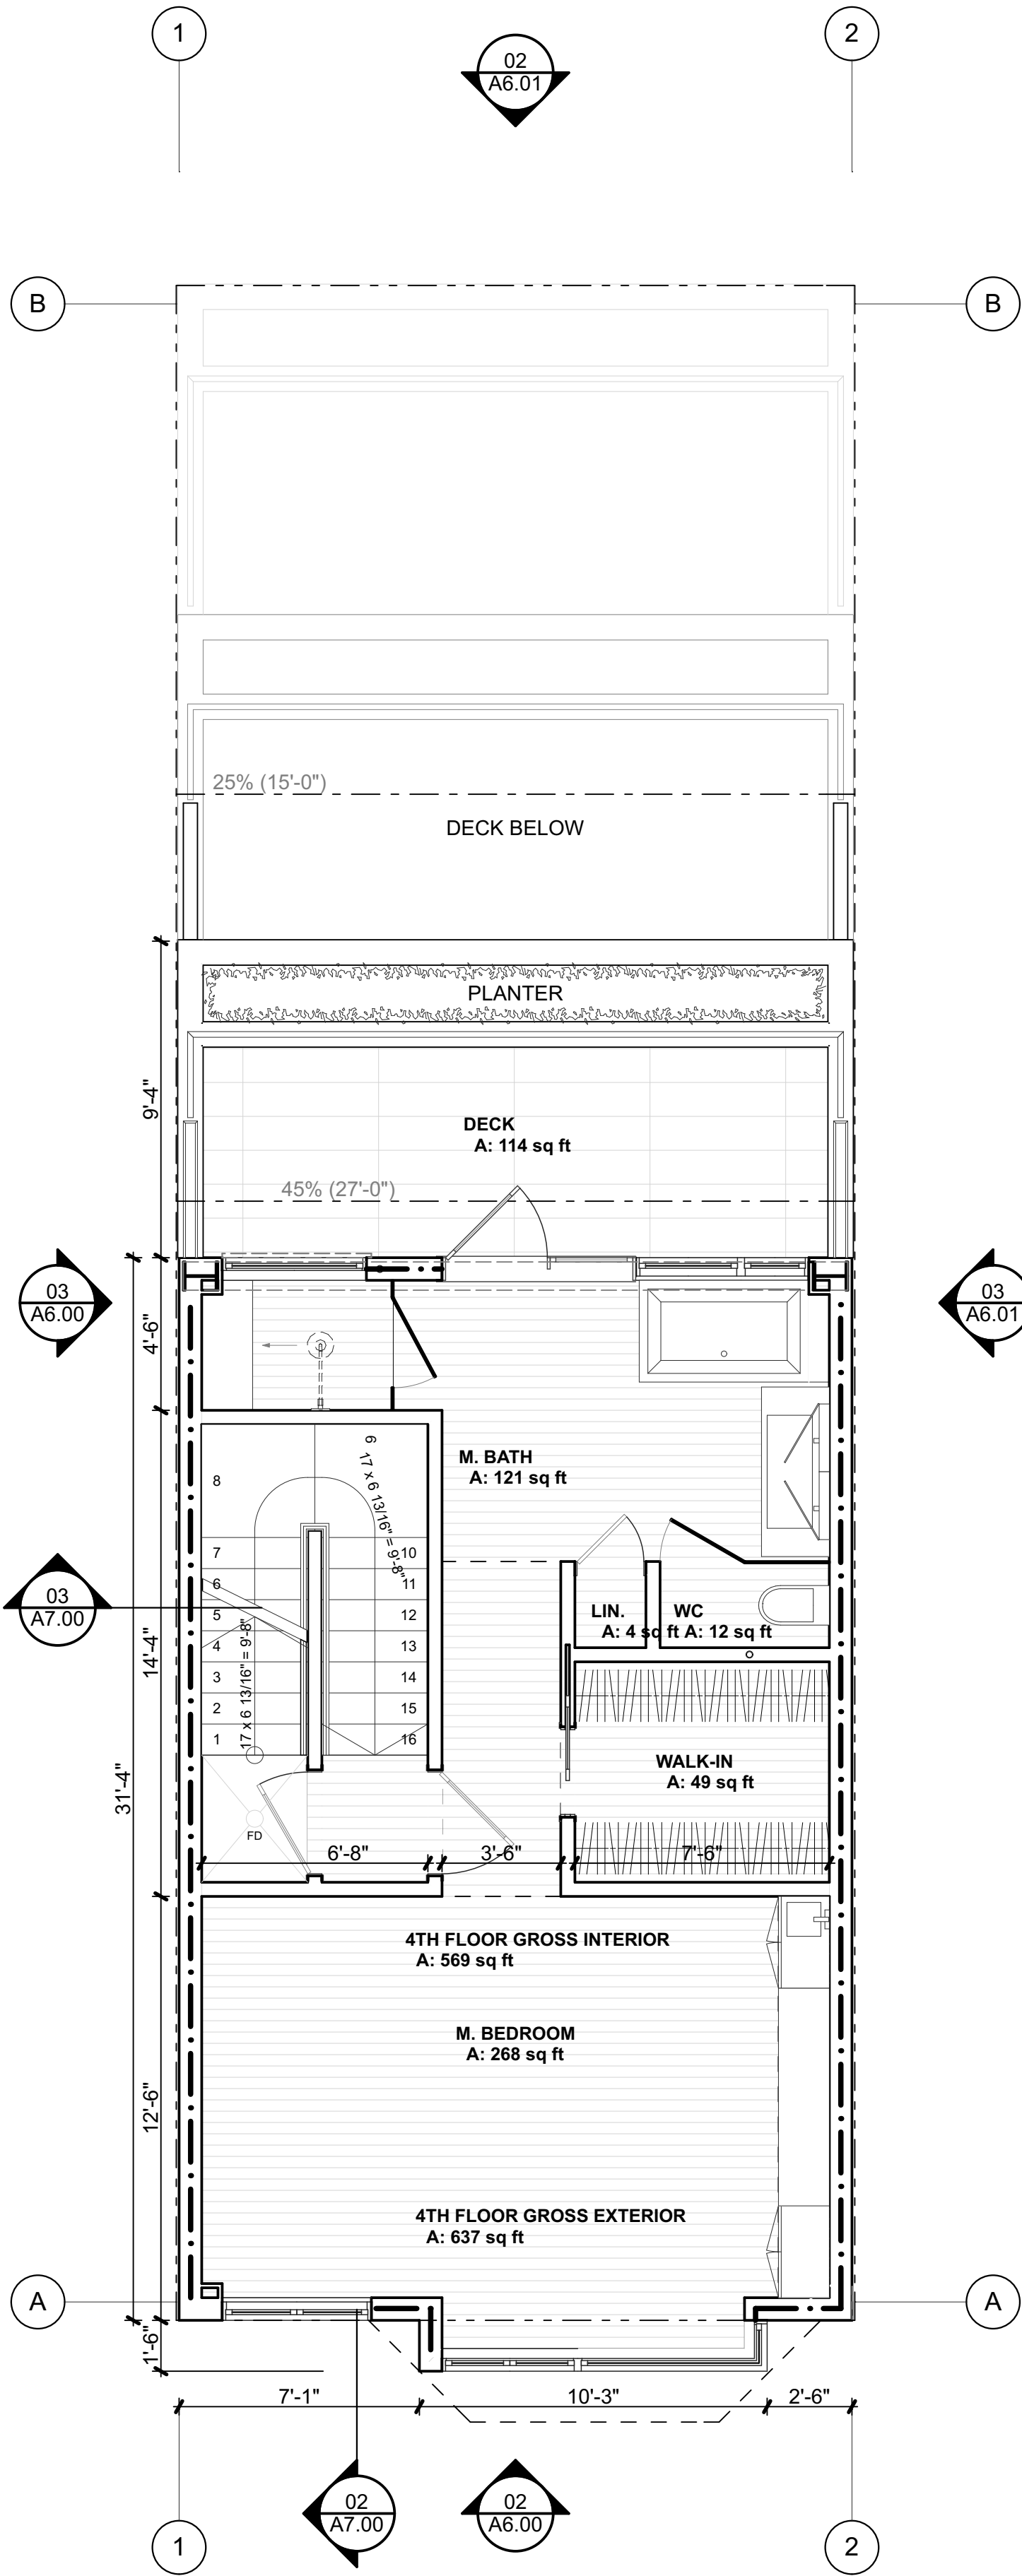 1
2
02
A6.01
B
B
25% (15'-0")
DECK BELOW
PLANTER
9'-4"
DECK
A: 114 sq ft
45% (27'-0")
03
A6.00
03
A6.01
4'-6"
M. BATH
A: 121 sq ft
6
17 x 6 13/16" = 9'-8"
8
7
6
5
4
3
2
1
10
11
12
13
14
15
16
17 x 6 13/16" = 9'-8"
03
A7.00
14'-4"
LIN.
A: 4 sq ft
WC
A: 12 sq ft
WALK-IN
A: 49 sq ft
31'-4"
FD
6'-8"
3'-6"
7'-6"
4TH FLOOR GROSS INTERIOR
A: 569 sq ft
M. BEDROOM
A: 268 sq ft
12'-6"
4TH FLOOR GROSS EXTERIOR
A: 637 sq ft
A
A
1'-6"
7'-1"
10'-3"
2'-6"
02
A7.00
02
A6.00
1
2